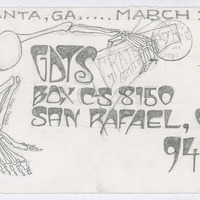 ANTA, GA..... MARCH
GDTS
BOX CS 8150
SAN RAFAEL,
94